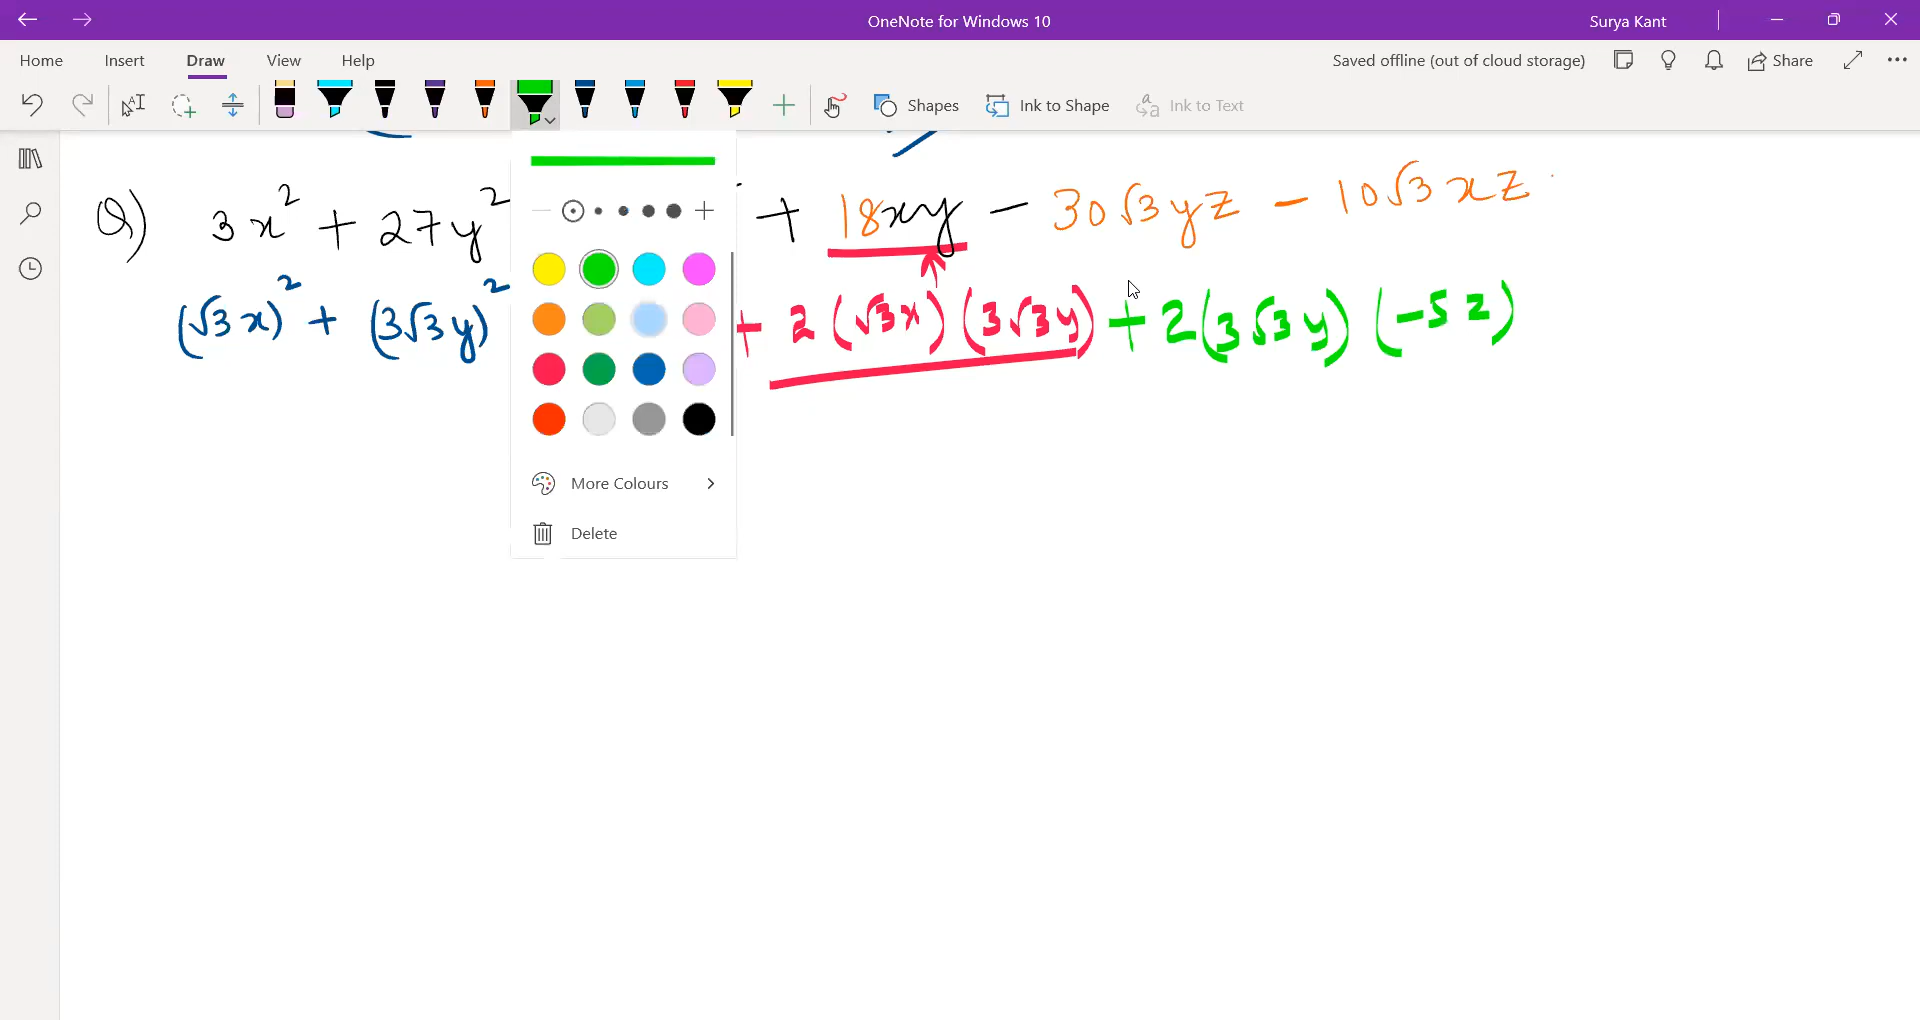 OneNote for Windows 10
Surya Kant
Home Insert Draw View Help
Saved offline (out of cloud storage) Share
Shapes Ink to Shape Ink to Text
Q) 3x² + 27y² + 18xy - 30√3yz - 10√3xz
(√3x)² + (3√3y)² + 2(√3x)(3√3y) + 2(3√3y)(-5z)
More Colours
Delete